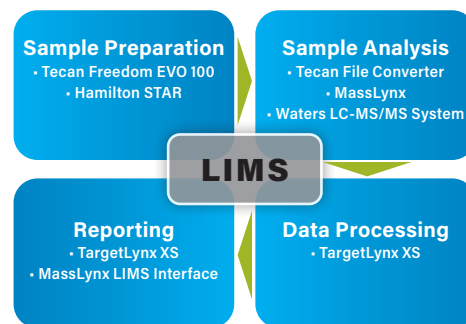 Sample Preparation
• Tecan Freedom EVO 100
• Hamilton STAR
Sample Analysis
• Tecan File Converter
• MassLynx
• Waters LC-MS/MS System
LIMS
Reporting
• TargetLynx XS
• MassLynx LIMS Interface
Data Processing
• TargetLynx XS